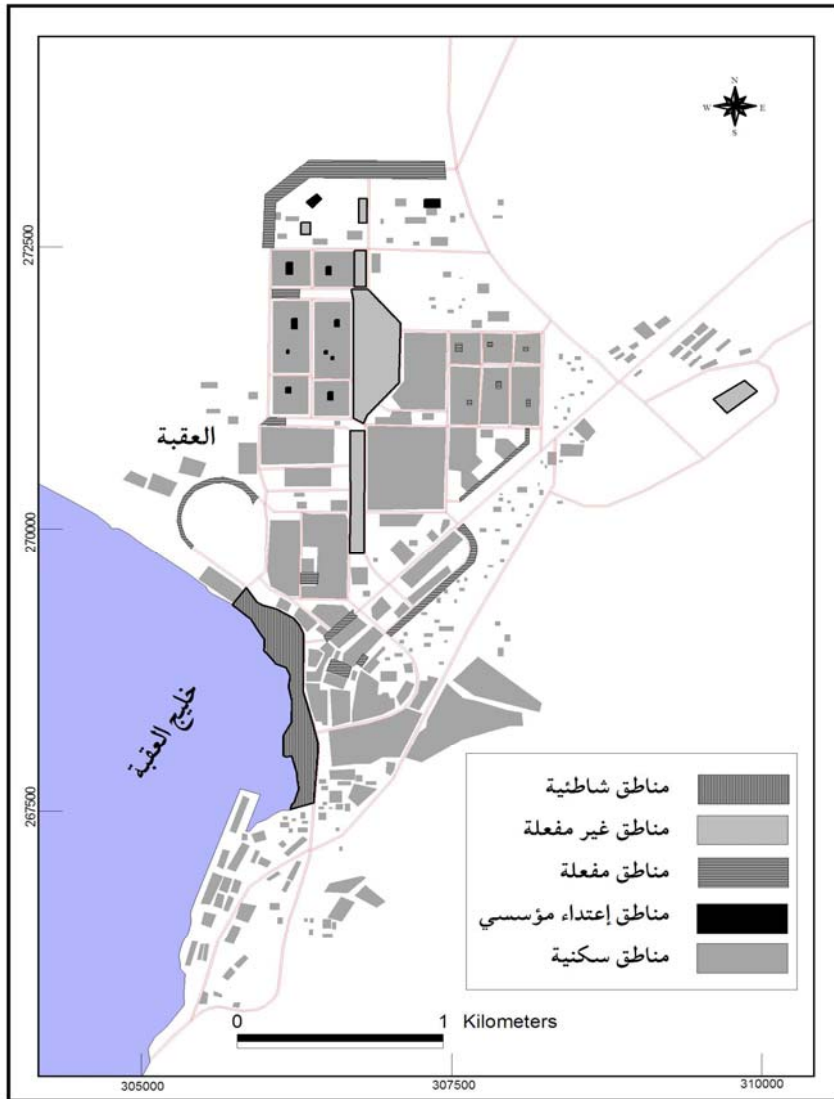 N
W E
S
272500
العقبة
270000
خليج العقبة
267500
مناطق شاطئية
مناطق غير مفعلة
مناطق مفعلة
مناطق إعتداء مؤسسي
مناطق سكنية
0 1 Kilometers
305000 307500 310000